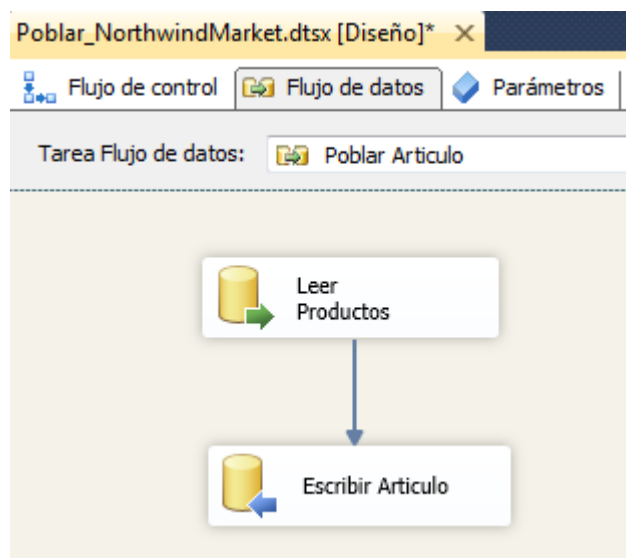 Poblar_NorthwindMarket.dtsx [Diseño]*
Flujo de control Flujo de datos Parámetros
Tarea Flujo de datos: Poblar Articulo
Leer
Productos
Escribir Articulo